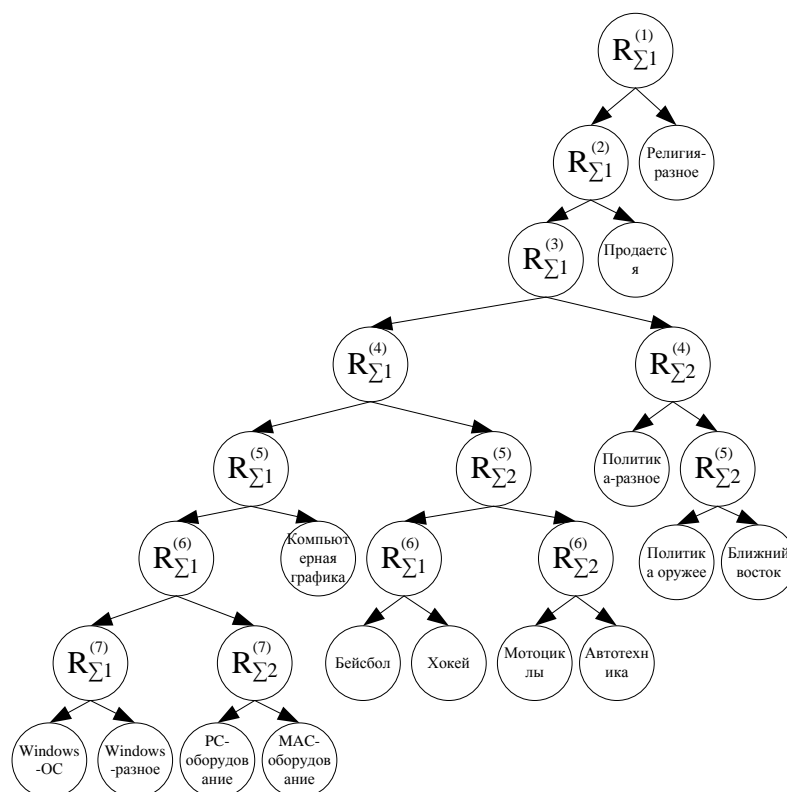 R∑1(1)
R∑1(2)
Религия-
разное
R∑1(3)
Продаетс
я
R∑1(4)
R∑2(4)
R∑1(5)
R∑2(5)
Политик
а-разное
R∑2(5)
R∑1(6)
Компьют
ерная
графика
R∑1(6)
R∑2(6)
Политик
а оружее
Ближний
восток
R∑1(7)
R∑2(7)
Бейсбол
Хокей
Мотоцик
лы
Автотехн
ика
Windows
-ОС
Windows
-разное
PC-
оборудов
ание
MAC-
оборудов
ание